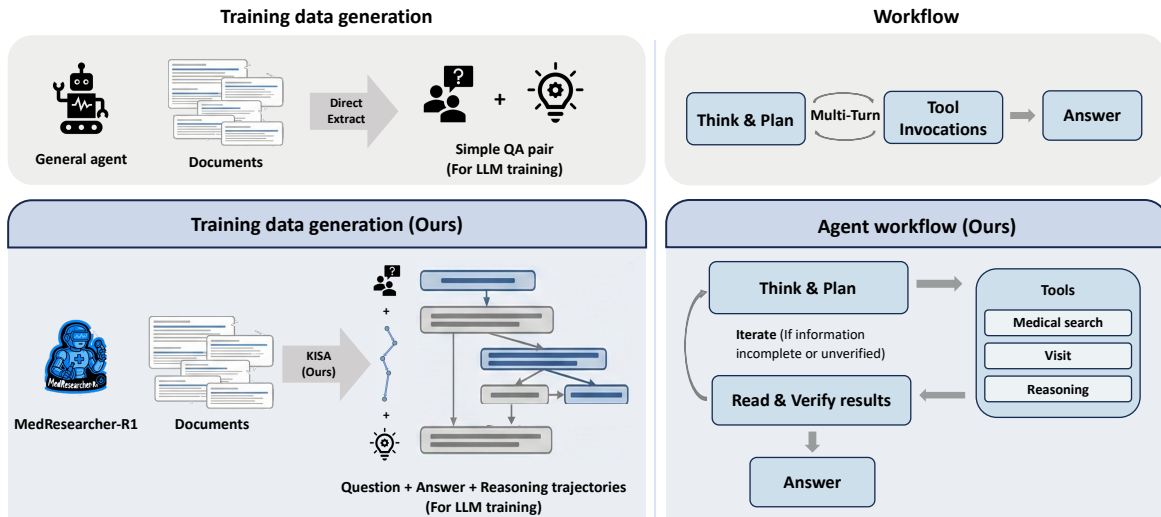 Training data generation
Workflow
General agent
Documents
Direct
Extract
?
+
Simple QA pair
(For LLM training)
Think & Plan
Multi-Turn
Tool
Invocations
Answer
Training data generation (Ours)
MedResearcher-R1
MedResearcher-R1
Documents
KISA
(Ours)
?
+
+
Question + Answer + Reasoning trajectories
(For LLM training)
Agent workflow (Ours)
Think & Plan
Iterate (If information
incomplete or unverified)
Read & Verify results
Answer
Tools
Medical search
Visit
Reasoning